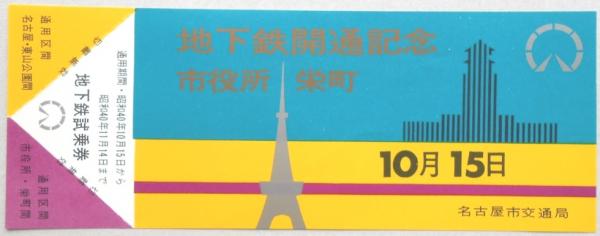 地下鉄開通記念
市役所 栄町
10月15日
名古屋市交通局
通用期間・昭和40年10月15日から
昭和40年11月14日まで
地下鉄試乗券
通用区間
名古屋・東山公園間
通用区間
市役所・栄町間